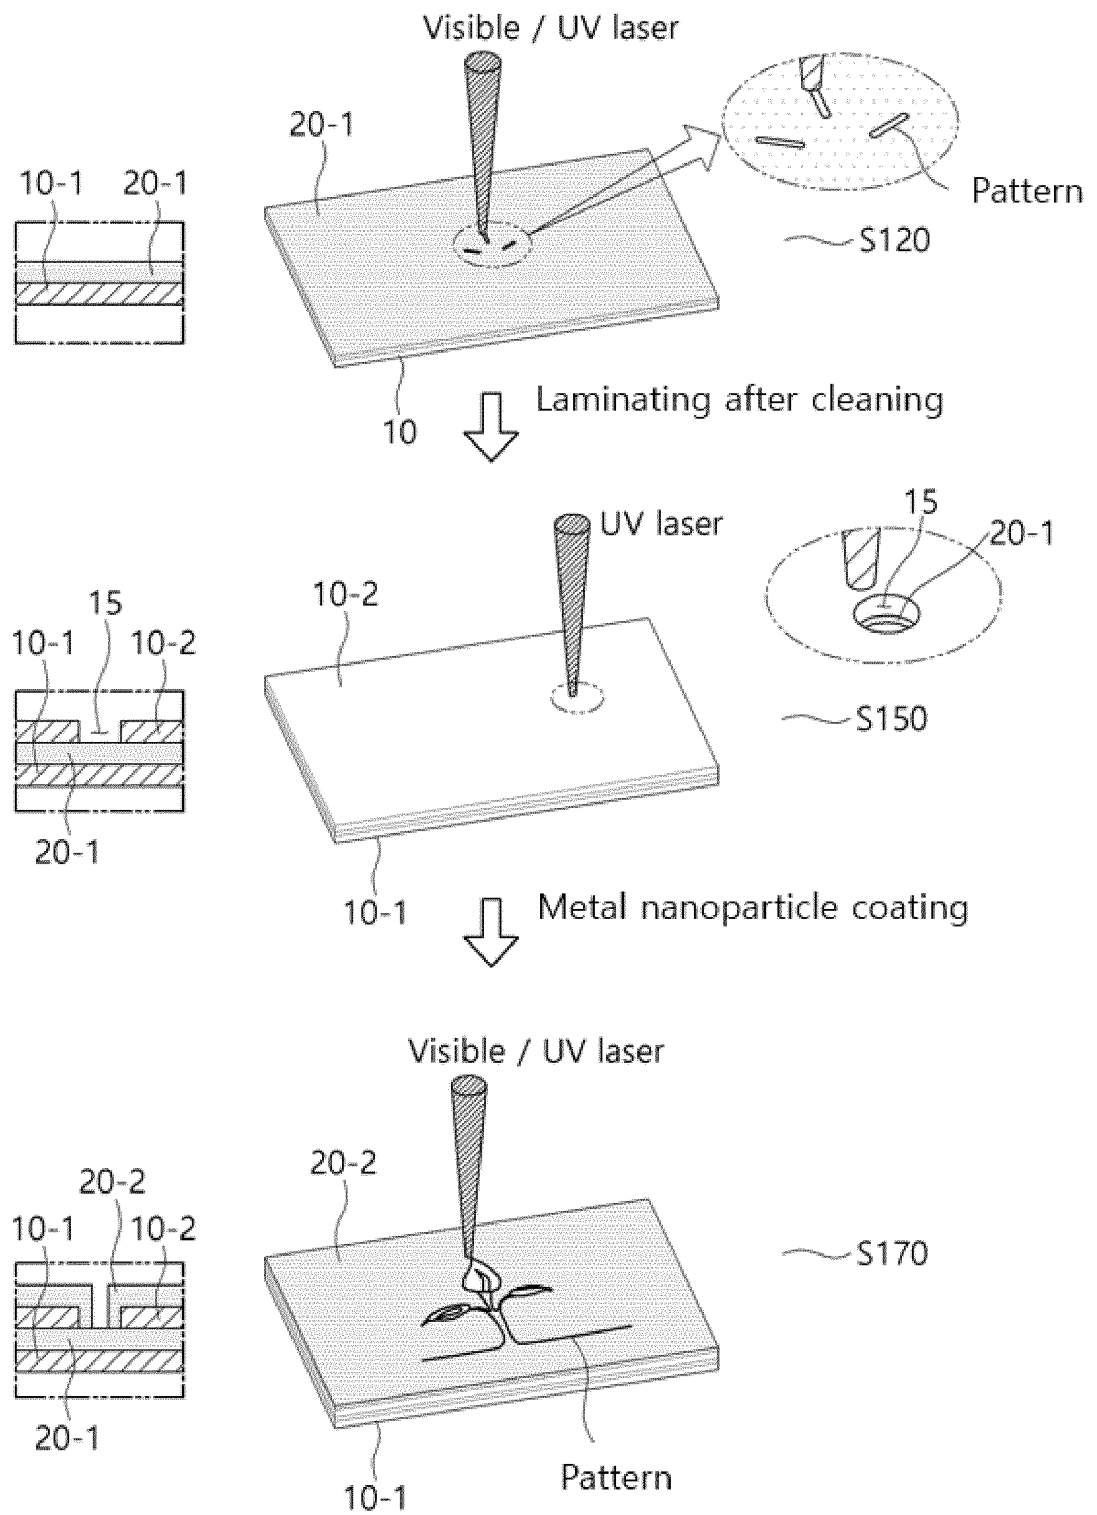 Visible / UV laser
20-1
10-1
20-1
Pattern
S120
10
Laminating after cleaning
15
UV laser
20-1
10-2
15
10-1
10-2
S150
20-1
10-1
Metal nanoparticle coating
Visible / UV laser
20-2
20-2
10-1
10-2
S170
20-1
Pattern
10-1